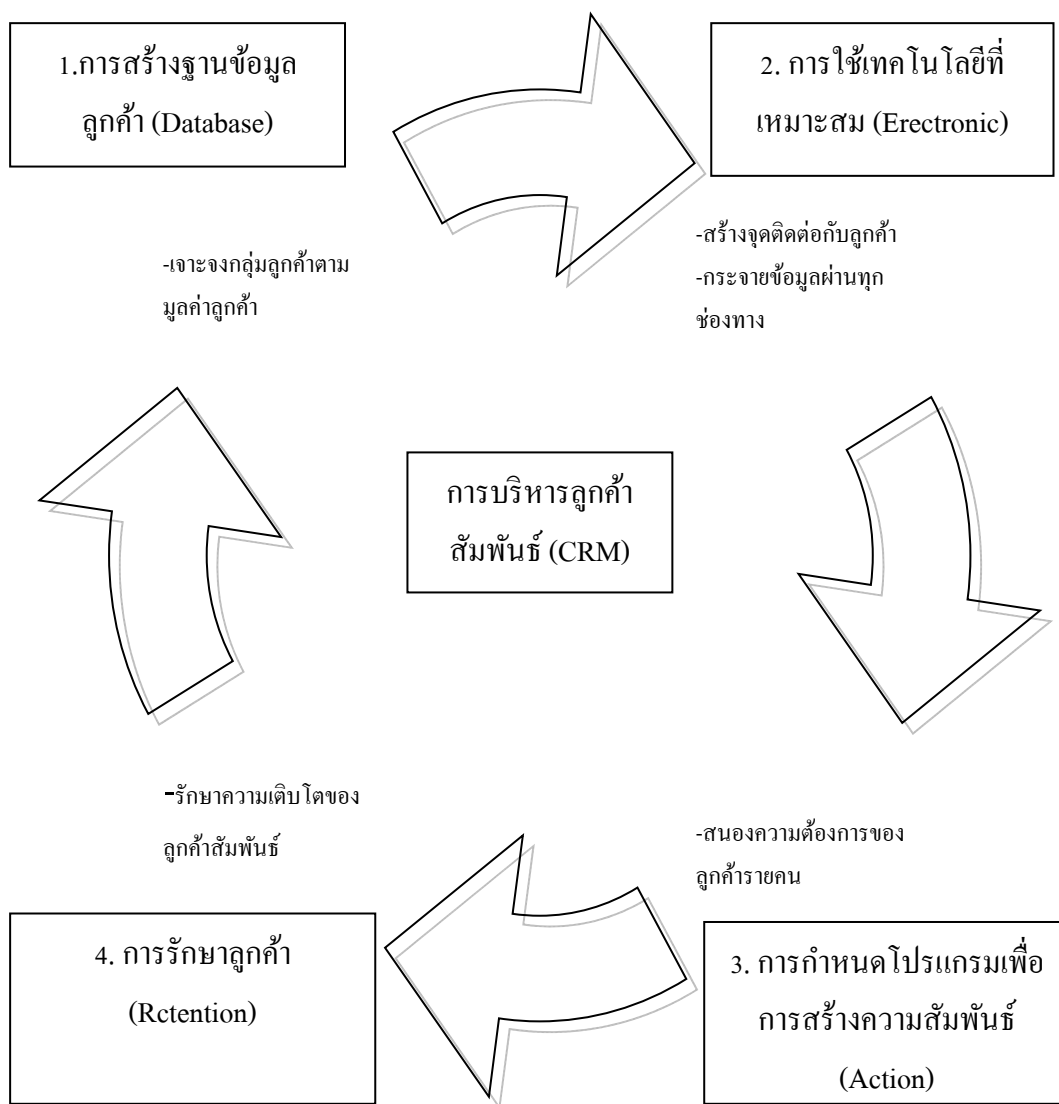 1.การสร้างฐานข้อมูล
ลูกค้า (Database)
2. การใช้เทคโนโลยีที่
เหมาะสม (Erectronic)
-เจาะจงกลุ่มลูกค้าตาม
มูลค่าลูกค้า
-สร้างจุดติดต่อกับลูกค้า
-กระจายข้อมูลผ่านทุก
ช่องทาง
การบริหารลูกค้า
สัมพันธ์ (CRM)
-รักษาความเติบโตของ
ลูกค้าสัมพันธ์
-สนองความต้องการของ
ลูกค้ารายคน
4. การรักษาลูกค้า
(Rctention)
3. การกำหนดโปรแกรมเพื่อ
การสร้างความสัมพันธ์
(Action)